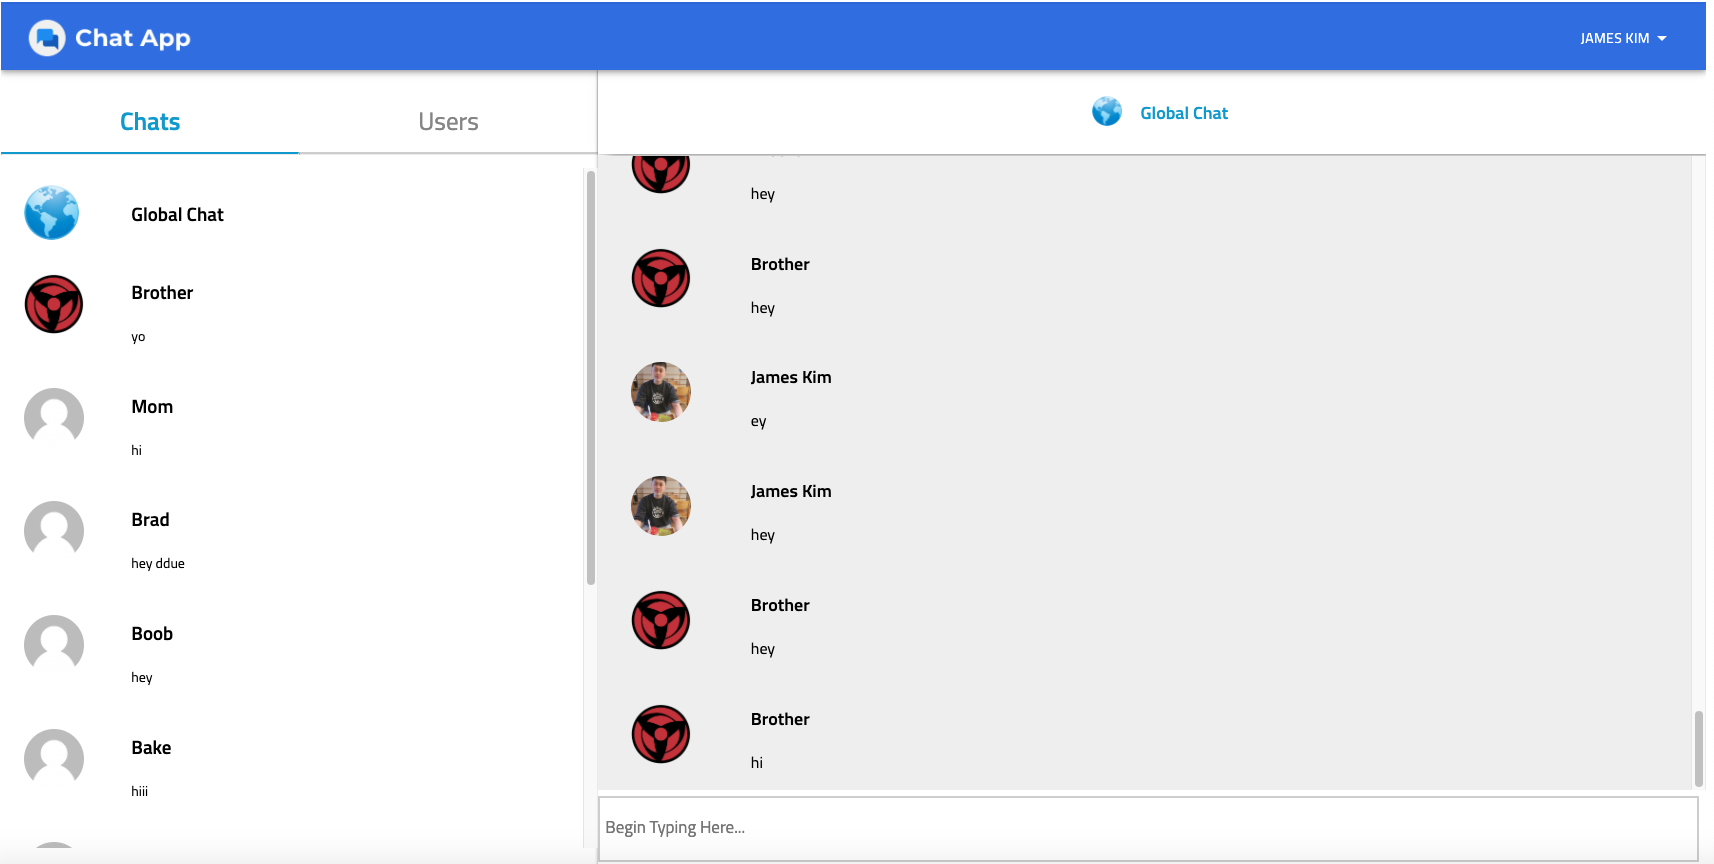 Chat App
JAMES KIM
Chats
Users
Global Chat
Brother
yo
Mom
hi
Brad
hey ddue
Boob
hey
Bake
hiii
Global Chat
hey
Brother
hey
James Kim
ey
James Kim
hey
Brother
hey
Brother
hi
Begin Typing Here...